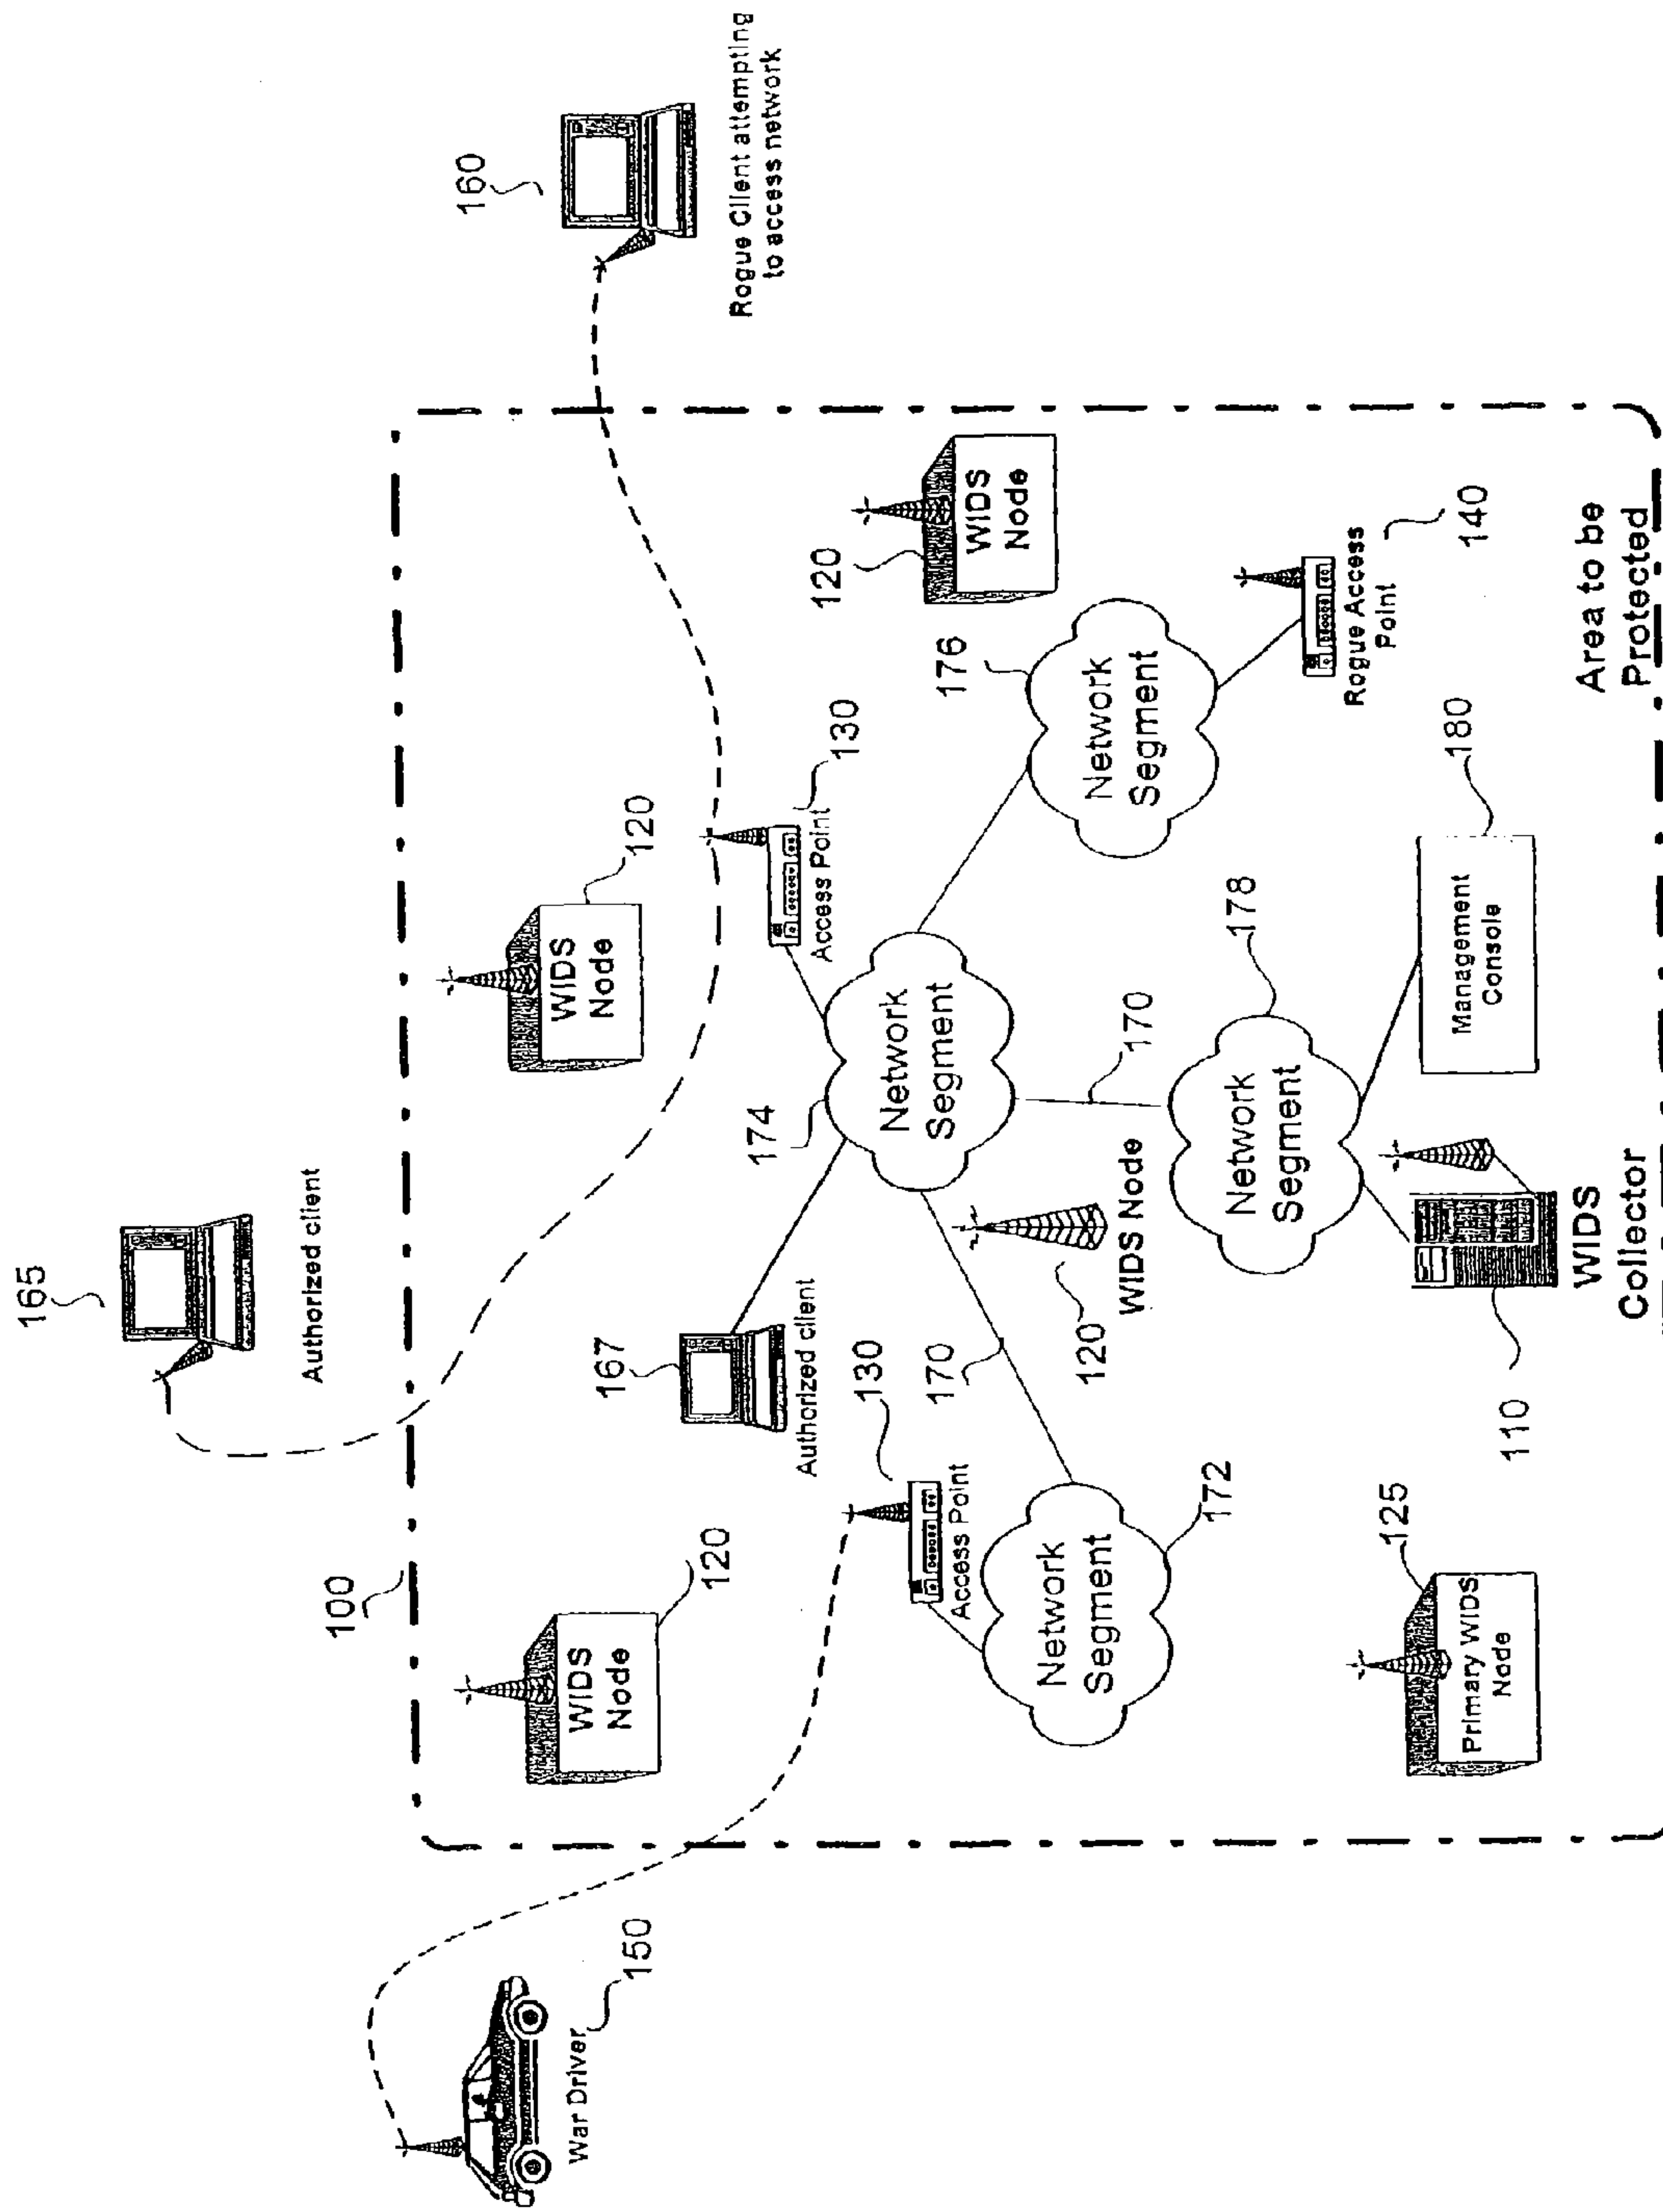 165
Authorized client
160
Rogue Client attempting
to access network
100
150
War Driver
WIDS
Node
120
WIDS
Node
120
167
Authorized client
174
130
Access Point
120
WIDS
Node
130
Access Point
Network
Segment
176
Network
Segment
172
170
120
WIDS Node
170
Network
Segment
178
Network
Segment
Rogue Access
Point
140
125
Primary WIDS
Node
110
WIDS
Collector
Management
Console
180
Area to be
Protected